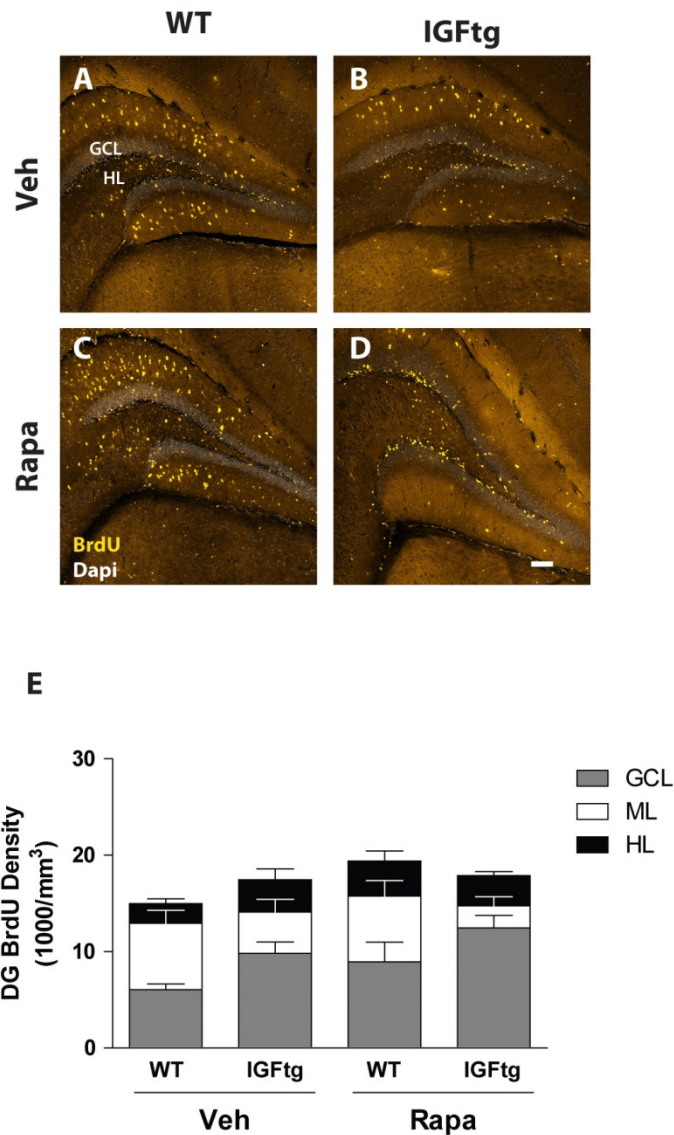 WT IGFtg
Veh
A
B
GCL
HL
Rapa
C
D
BrdU
Dapi
E
DG BrdU Density
(1000/mm³)
30
20
10
0
GCL
ML
HL
WT IGFtg WT IGFtg
Veh Rapa